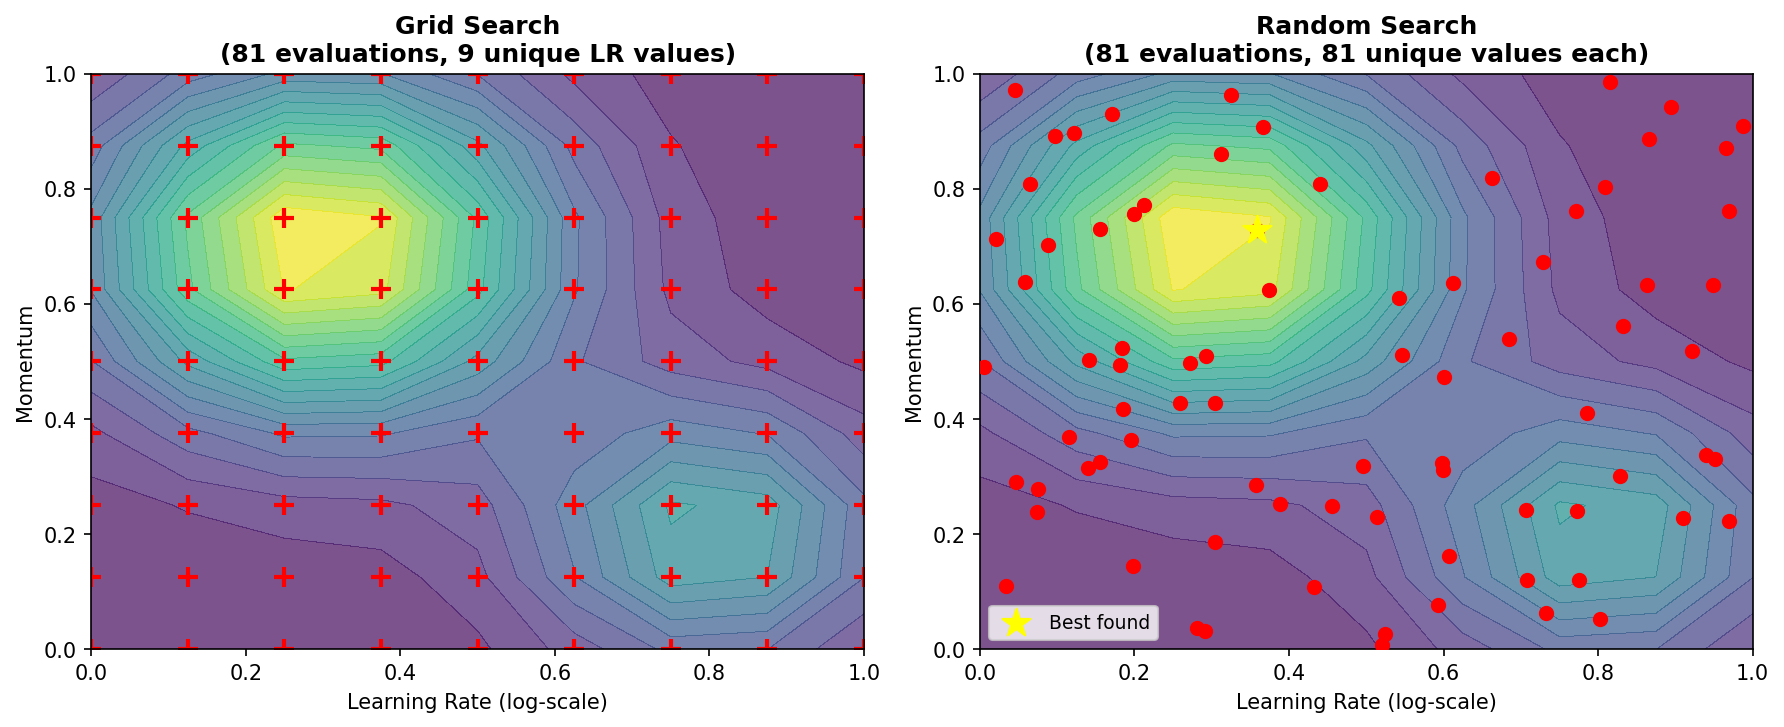 Grid Search
(81 evaluations, 9 unique LR values)
1.0
0.8
0.6
0.4
0.2
0.0
Momentum
0.0
0.2
0.4
0.6
0.8
1.0
Learning Rate (log-scale)
Random Search
(81 evaluations, 81 unique values each)
1.0
0.8
0.6
0.4
0.2
0.0
Momentum
Best found
0.0
0.2
0.4
0.6
0.8
1.0
Learning Rate (log-scale)